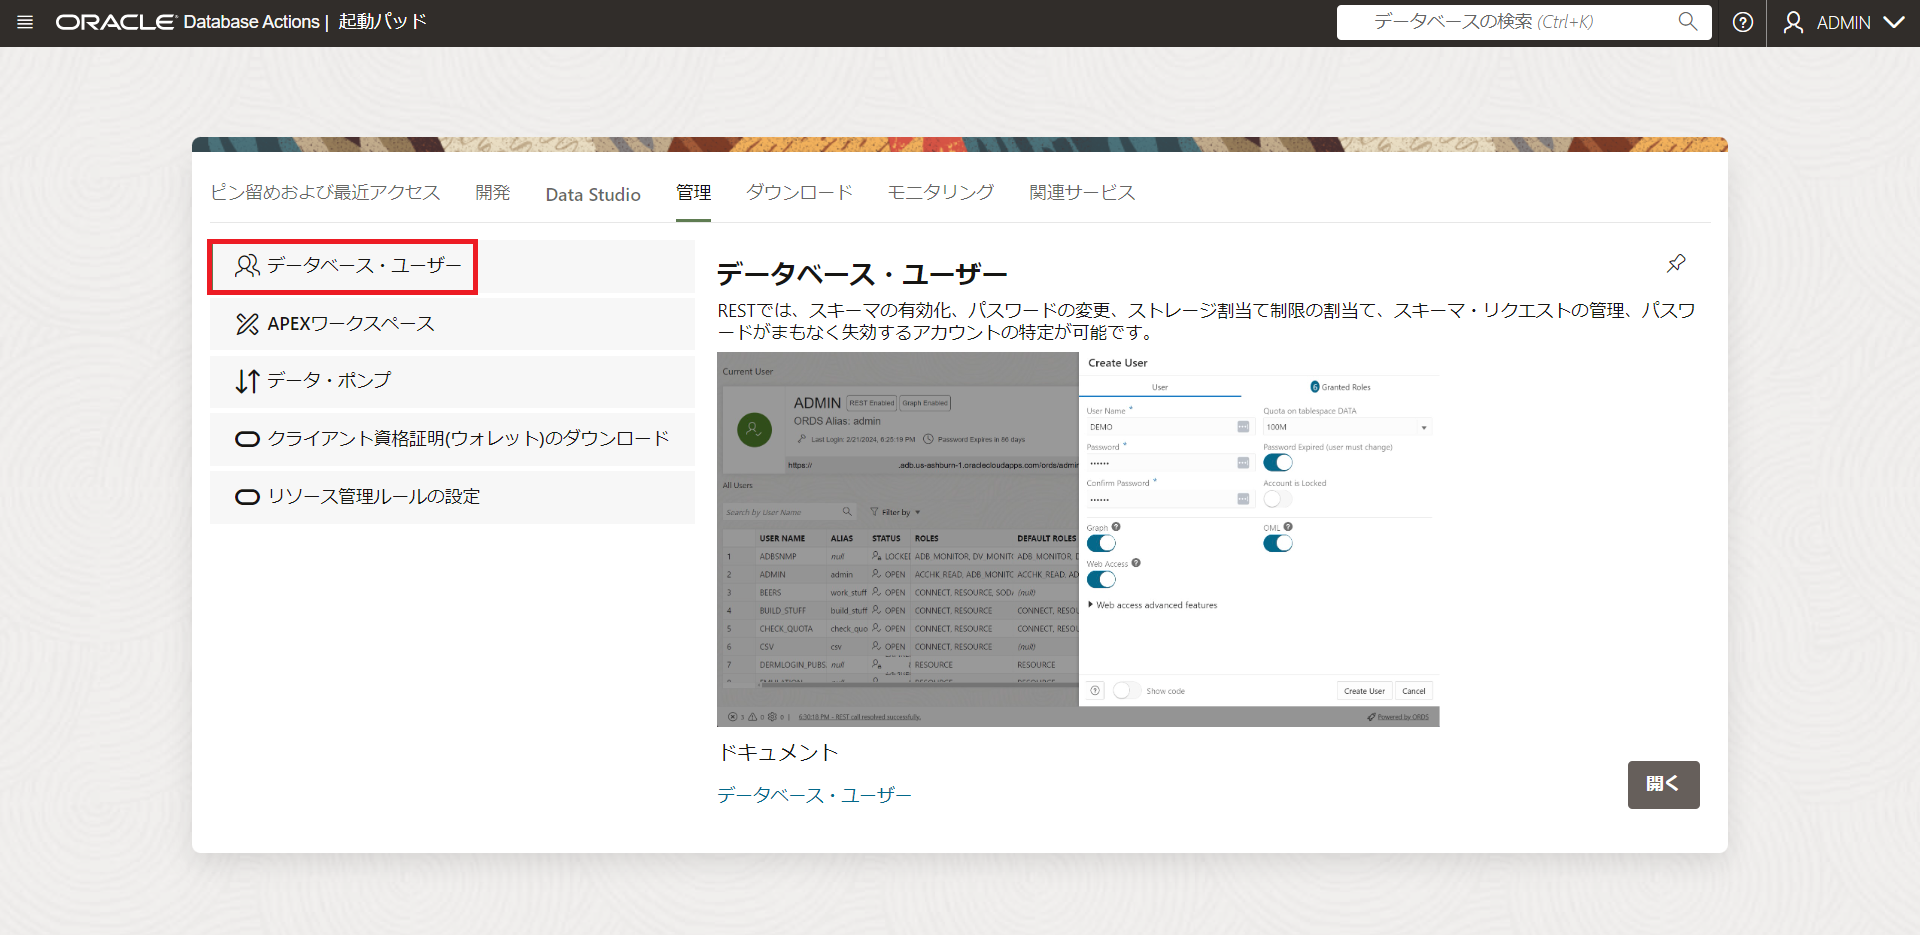 ORACLE Database Actions | 起動パッド
データベースの検索 (Ctrl+K)
ADMIN
ピン留めおよび最近アクセス
開発
Data Studio
管理
ダウンロード
モニタリング
関連サービス
データベース・ユーザー
APEXワークスペース
データ・ポンプ
クライアント資格証明(ウォレット)のダウンロード
リソース管理ルールの設定
データベース・ユーザー
RESTでは、スキーマの有効化、パスワードの変更、ストレージ割当て制限の割当て、スキーマ・リクエストの管理、パスワ
ードがまもなく失効するアカウントの特定が可能です。
Current User
ADMIN REST Enabled Graph Enabled
ORDS Alias: admin
Last Login: 2/21/2024, 6:25:19 PM Password Expires in 86 days
https:// .adb.us-ashburn-1.oraclecloudapps.com/ords/admin
All Users
Search by User Name
Filter by
USER NAME ALIAS STATUS ROLES DEFAULT ROLES
1 ADBSNMP null LOCKED ADB_MONITOR, DV_MONITO ADB_MONITOR, D
2 ADMIN admin OPEN ACCHK_READ, ADB_MONITO ACCHK_READ, AD
3 BEERS work_stuff OPEN CONNECT, RESOURCE, SODA (null)
4 BUILD_STUFF build_stuff OPEN CONNECT, RESOURCE CONNECT, RESOU
5 CHECK_QUOTA check_quo OPEN CONNECT, RESOURCE CONNECT, RESOU
6 CSV csv OPEN CONNECT, RESOURCE (null)
7 DERMLOGIN_PUBS null RESOURCE RESOURCE
Create User
User
6 Granted Roles
User Name *
DEMO
Quota on tablespace DATA
100M
Password *
••••••
Password Expired (user must change)
Confirm Password *
••••••
Account is Locked
Graph
OML
Web Access
Web access advanced features
Show code
Create User
Cancel
3 0 0 | 6:30:18 PM - REST call resolved successfully.
Powered by ORDS
ドキュメント
データベース・ユーザー
開く